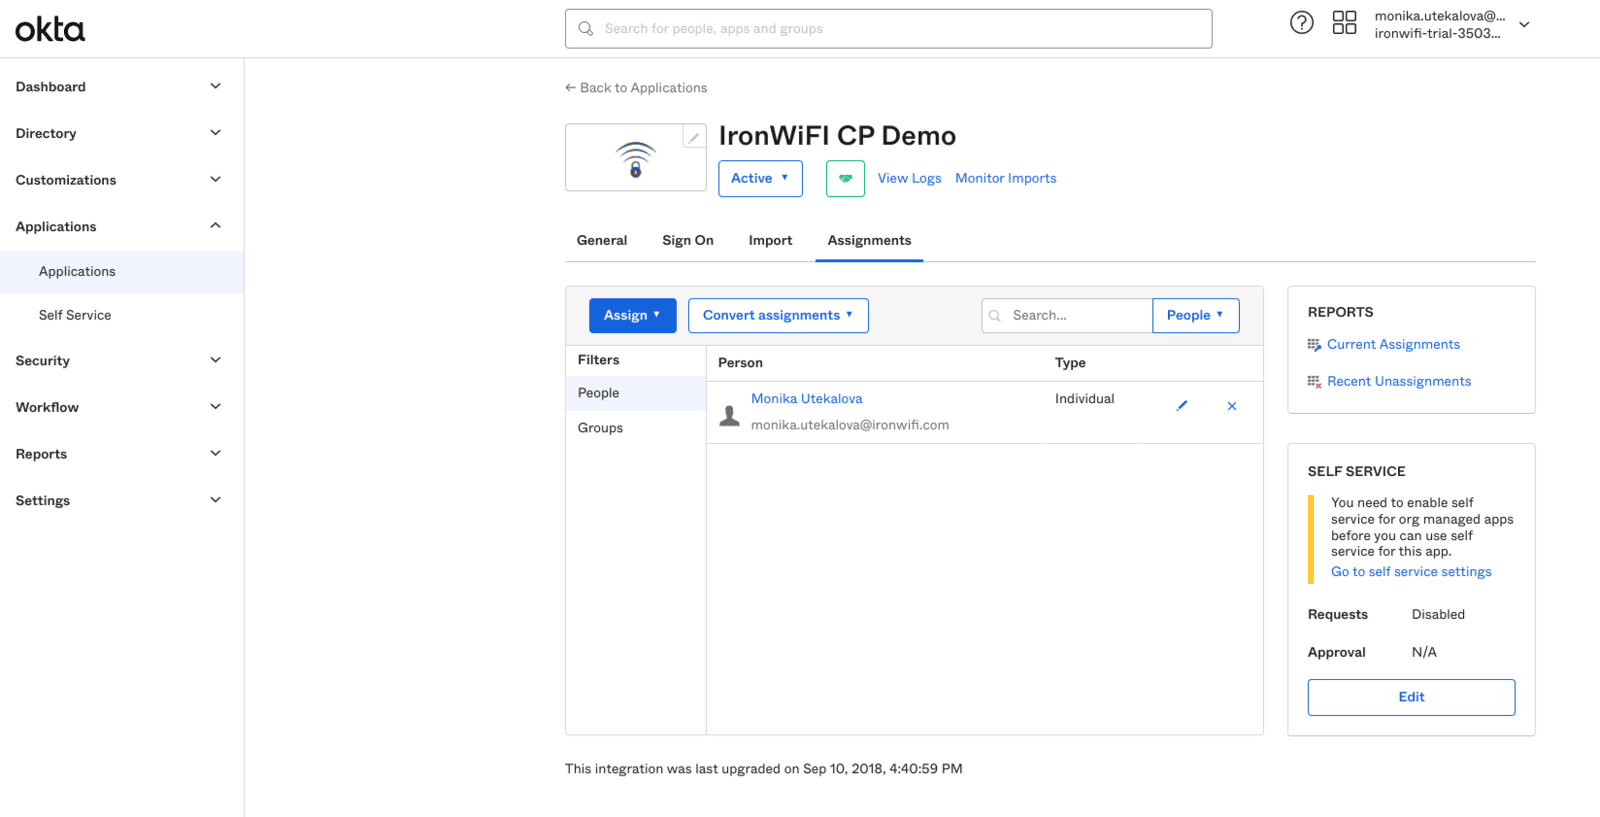 okta
Search for people, apps and groups
monika.utekalova@...
ironwifi-trial-3503...
Dashboard
Directory
Customizations
Applications
Applications
Self Service
Security
Workflow
Reports
Settings
← Back to Applications
IronWiFI CP Demo
Active
View Logs
Monitor Imports
General
Sign On
Import
Assignments
Assign
Convert assignments
Search...
People
Filters
People
Groups
Person
Type
Monika Utekalova
Individual
monika.utekalova@ironwifi.com
REPORTS
Current Assignments
Recent Unassignments
SELF SERVICE
You need to enable self
service for org managed apps
before you can use self
service for this app.
Go to self service settings
Requests
Disabled
Approval
N/A
Edit
This integration was last upgraded on Sep 10, 2018, 4:40:59 PM